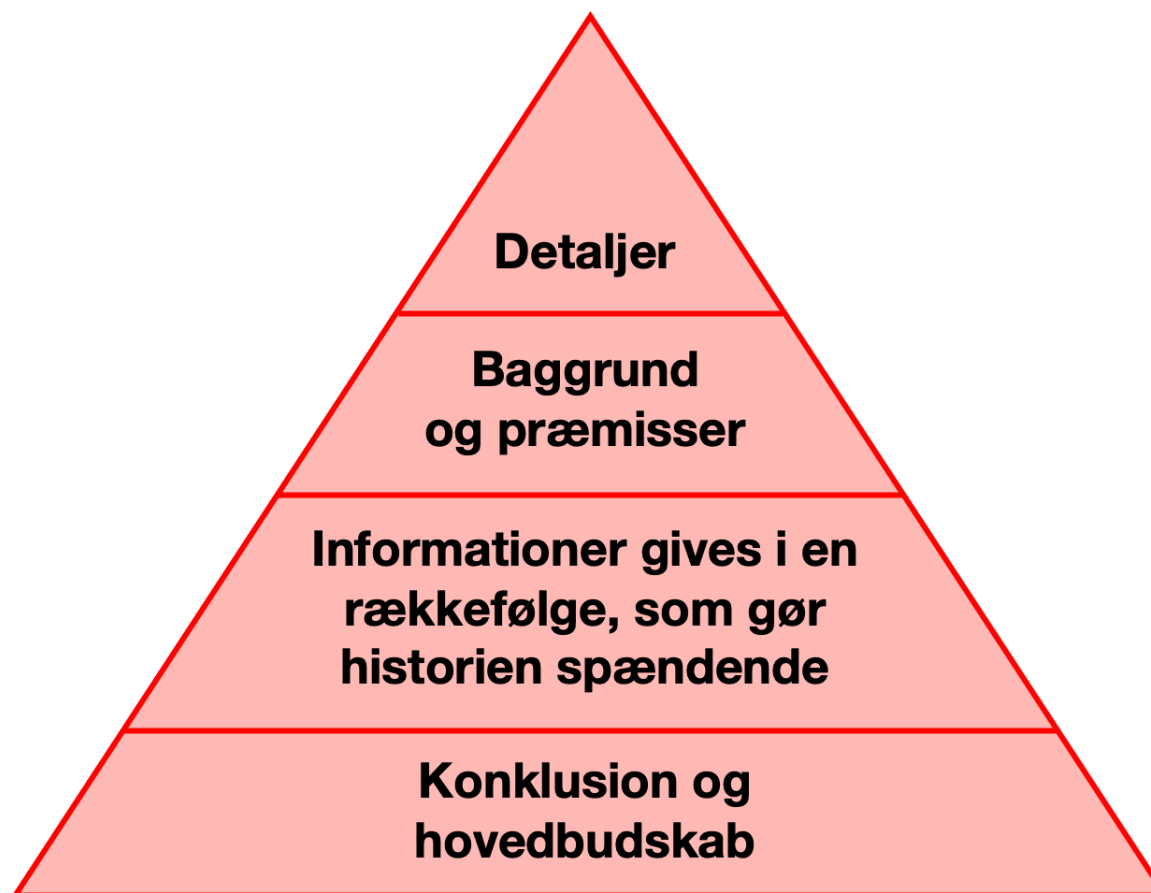 Detaljer
Baggrund
og præmisser
Informationer gives i en
rækkefølge, som gør
historien spændende
Konklusion og
hovedbudskab